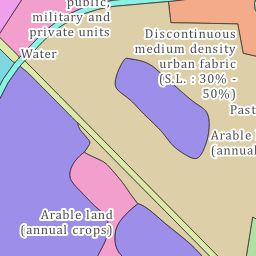 public,
military and
private units
Water
Discontinuous
medium density
urban fabric
(S.L. : 30% -
50%)
Past
Arable
(annual
Arable land
(annual crops)